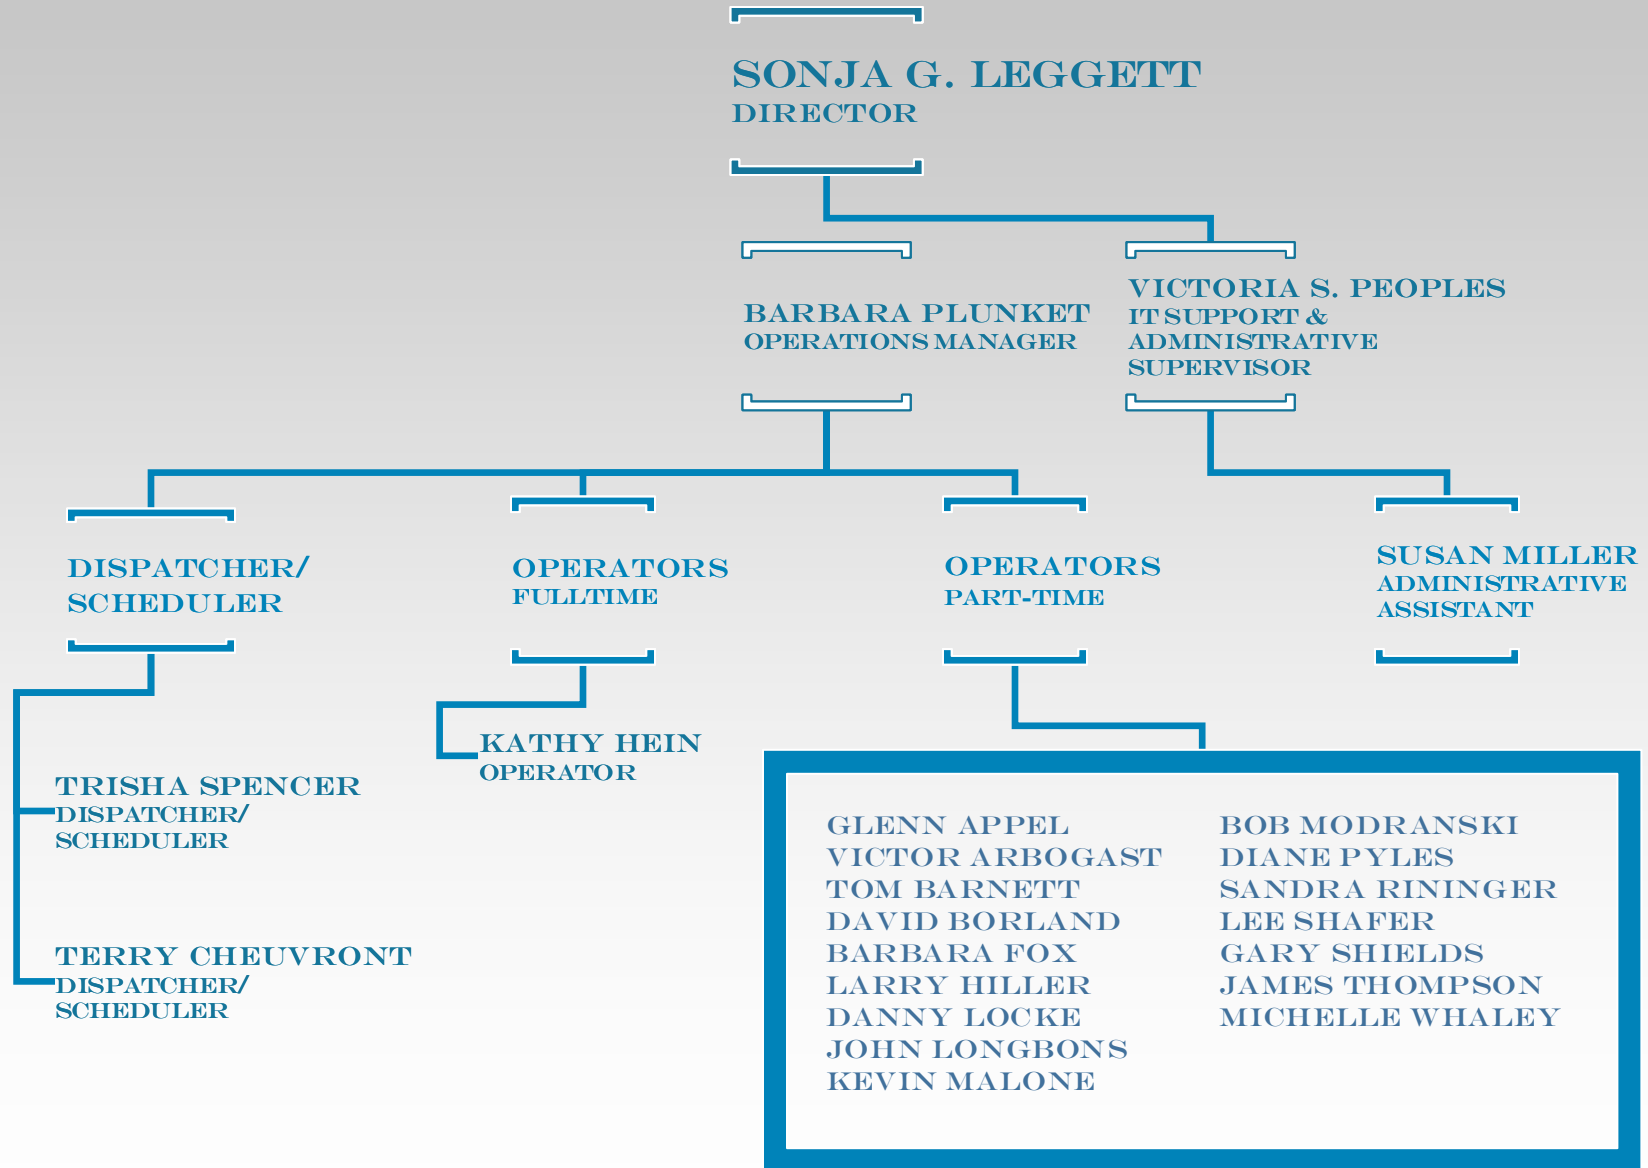 SONJA G. LEGGETT
DIRECTOR
BARBARA PLUNKET
OPERATIONS MANAGER
VICTORIA S. PEOPLES
IT SUPPORT &
ADMINISTRATIVE
SUPERVISOR
DISPATCHER/
SCHEDULER
OPERATORS
FULLTIME
OPERATORS
PART-TIME
SUSAN MILLER
ADMINISTRATIVE
ASSISTANT
TRISHA SPENCER
DISPATCHER/
SCHEDULER
TERRY CHEUVRONT
DISPATCHER/
SCHEDULER
KATHY HEIN
OPERATOR
GLENN APPEL
VICTOR ARBOGAST
TOM BARNETT
DAVID BORLAND
BARBARA FOX
LARRY HILLER
DANNY LOCKE
JOHN LONGBONS
KEVIN MALONE
BOB MODRANSKI
DIANE PYLES
SANDRA RININGER
LEE SHAFER
GARY SHIELDS
JAMES THOMPSON
MICHELLE WHALEY